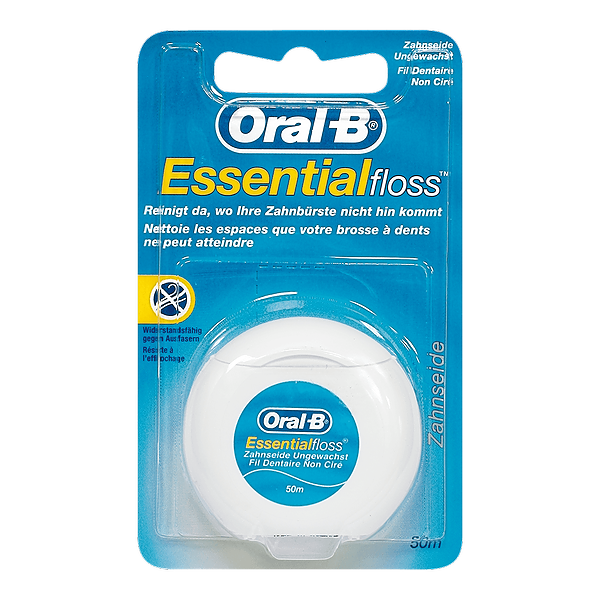 Zahnseide
Ungewachst
Fil Dentaire
Non Ciré
Oral-B®
Essentialfloss™
Reinigt da, wo Ihre Zahnbürste nicht hin kommt
Nettoie les espaces que votre brosse à dents
ne peut atteindre
Widerstandsfähig
gegen Ausfasern
Résiste à
l'effilochage
Zahnseide
Oral-B
Essentialfloss®
Zahnseide Ungewachst
Fil Dentaire Non Ciré
50m
50m